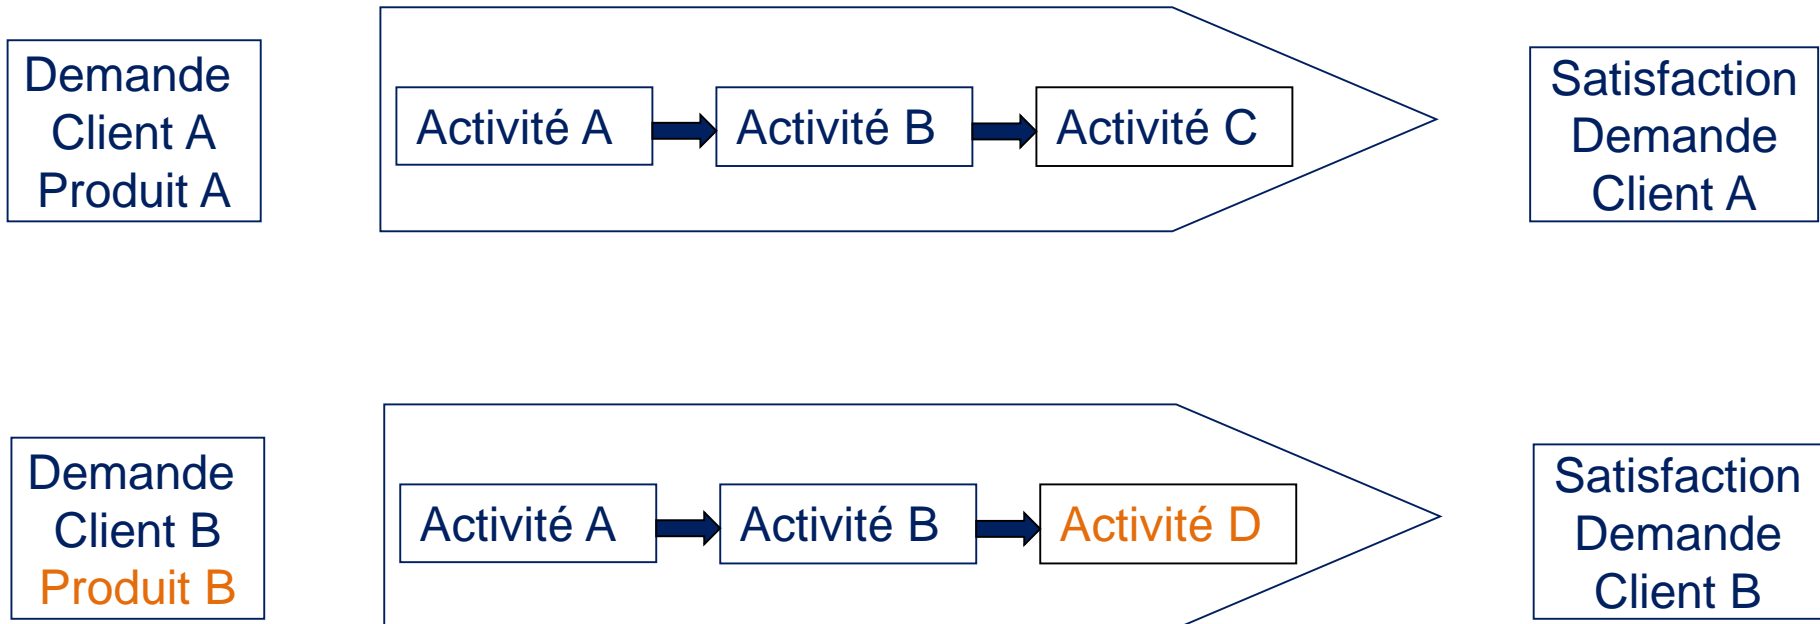 Demande
Client A
Produit A
Activité A
Activité B
Activité C
Satisfaction
Demande
Client A
Demande
Client B
Produit B
Activité A
Activité B
Activité D
Satisfaction
Demande
Client B